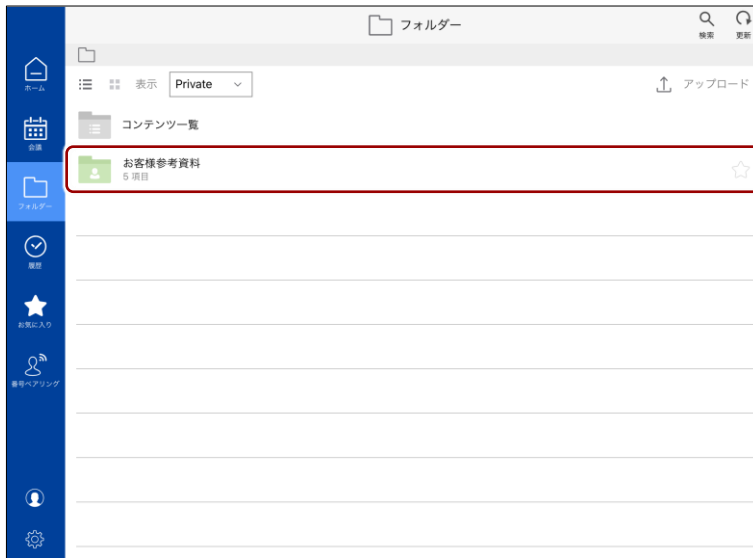 フォルダー
検索
更新
表示
Private
アップロード
コンテンツ一覧
お客様参考資料
5 項目
ホーム
会議
フォルダー
履歴
お気に入り
番号ペアリング